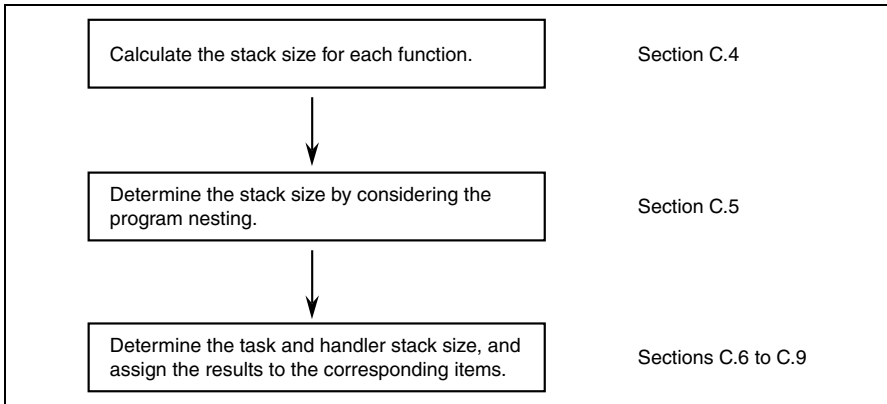 Calculate the stack size for each function.
Section C.4
Determine the stack size by considering the
program nesting.
Section C.5
Determine the task and handler stack size, and
assign the results to the corresponding items.
Sections C.6 to C.9